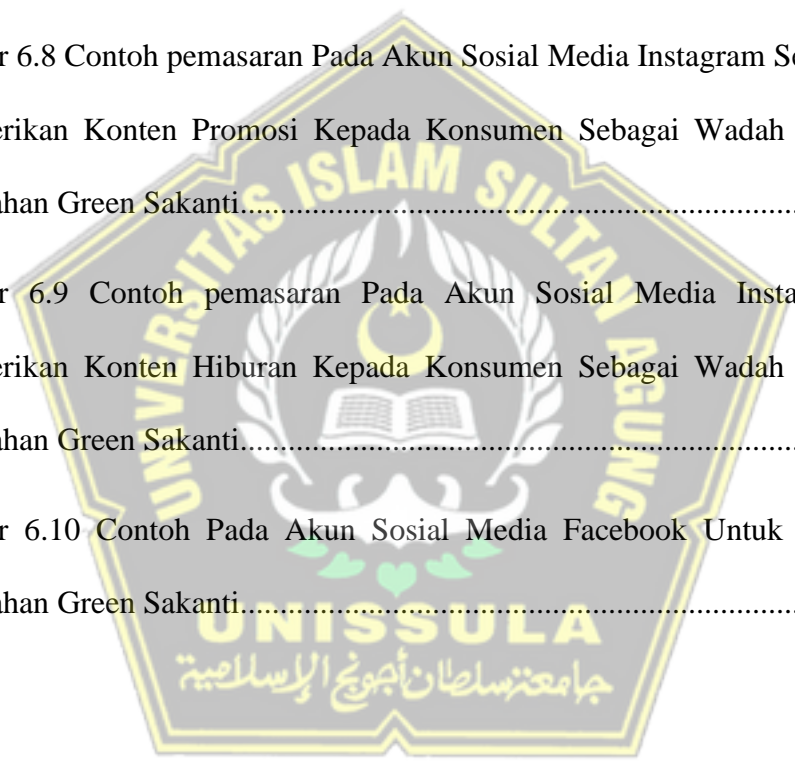 r 6.8 Contoh pemasaran Pada Akun Sosial Media Instagram Se
erikan Konten Promosi Kepada Konsumen Sebagai Wadah
ahan Green Sakanti........................................................................
r 6.9 Contoh pemasaran Pada Akun Sosial Media Insta
erikan Konten Hiburan Kepada Konsumen Sebagai Wadah
ahan Green Sakanti........................................................................
r 6.10 Contoh Pada Akun Sosial Media Facebook Untuk
ahan Green Sakanti........................................................................
UNIVERSITAS ISLAM SULTAN AGUNG
UNISSULA
جامعة سلطان أجونج الإسلامية